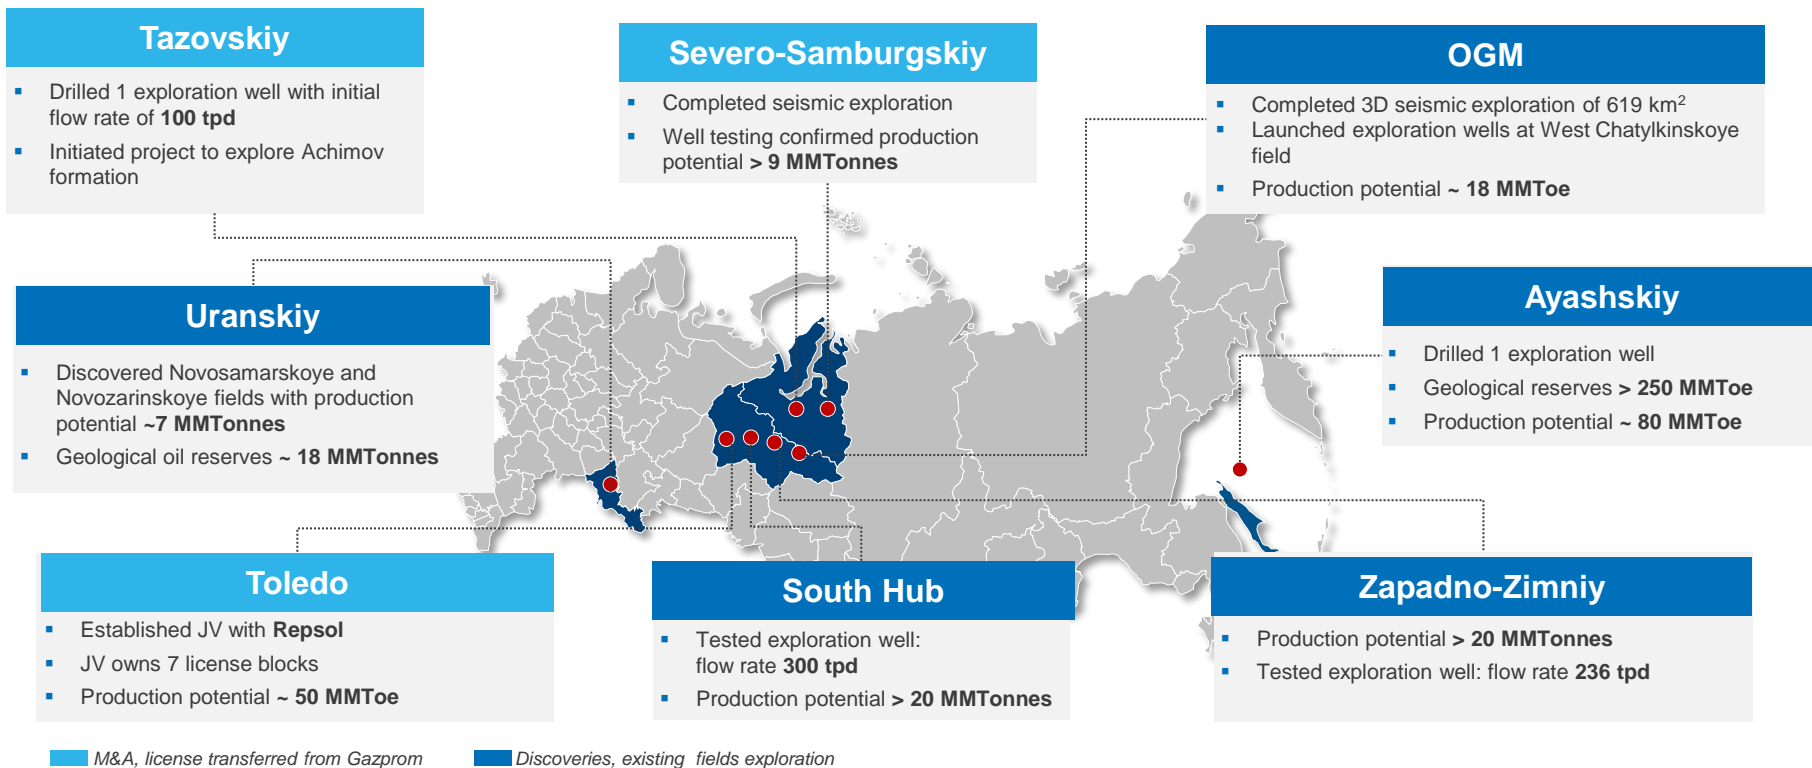 Tazovskiy
▪ Drilled 1 exploration well with initial
flow rate of 100 tpd
▪ Initiated project to explore Achimov
formation
Severo-Samburgskiy
▪ Completed seismic exploration
▪ Well testing confirmed production
potential > 9 MMTonnes
OGM
▪ Completed 3D seismic exploration of 619 km²
▪ Launched exploration wells at West Chatylkinskoye
field
▪ Production potential ~ 18 MMToe
Uranskiy
▪ Discovered Novosamarskoye and
Novozarinskoye fields with production
potential ~7 MMTonnes
▪ Geological oil reserves ~ 18 MMTonnes
Ayashskiy
▪ Drilled 1 exploration well
▪ Geological reserves > 250 MMToe
▪ Production potential ~ 80 MMToe
Toledo
▪ Established JV with Repsol
▪ JV owns 7 license blocks
▪ Production potential ~ 50 MMToe
South Hub
▪ Tested exploration well:
flow rate 300 tpd
▪ Production potential > 20 MMTonnes
Zapadno-Zimniy
▪ Production potential > 20 MMTonnes
▪ Tested exploration well: flow rate 236 tpd
M&A, license transferred from Gazprom
Discoveries, existing fields exploration